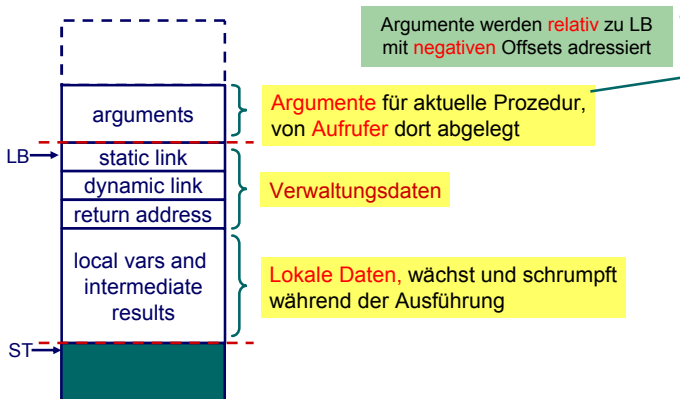 Argumente werden relativ zu LB
mit negativen Offsets adressiert
arguments
Argumente für aktuelle Prozedur,
von Aufrufer dort abgelegt
LB
static link
dynamic link
return address
Verwaltungsdaten
local vars and
intermediate
results
Lokale Daten, wächst und schrumpft
während der Ausführung
ST